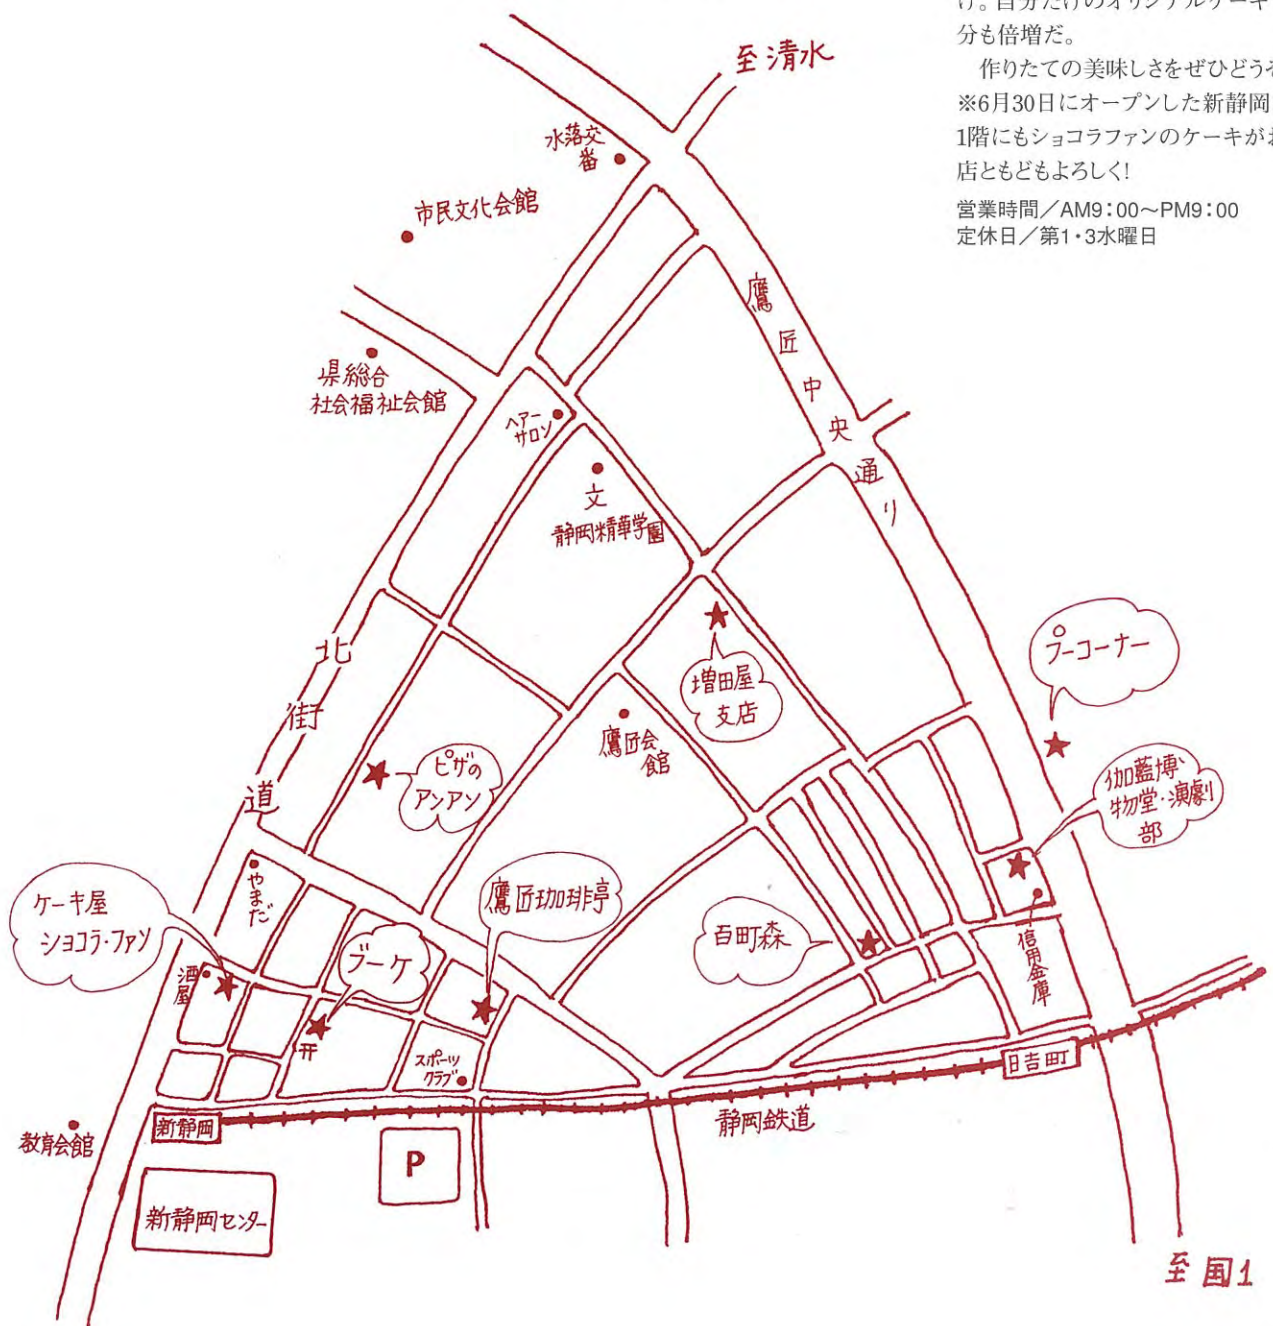 け。自分だけのオリジナルケーキ
分も倍増だ。
作りたての美味しさをぜひどうぞ
※6月30日にオープンした新静岡
1階にもショコラファンのケーキがお
店ともどもよろしく!
営業時間／AM9：00～PM9：00
定休日／第1・3水曜日
至清水
水落交
番
市民文化会館
県総合
社会福祉会館
鷹匠中央通り
ヘアー
サロン
文
静岡精華学園
北街道
増田屋
支店
プーコーナー
鷹匠会
館
ピザの
アンアン
伽藍博
物堂・演劇
部
やまだ
ケーキ屋
ショコラ・ファン
鷹匠珈琲亭
百町森
ブーケ
酒屋
信用金庫
スポーツ
クラブ
日吉町
静岡鉄道
新静岡
教育会館
P
新静岡センター
至国1